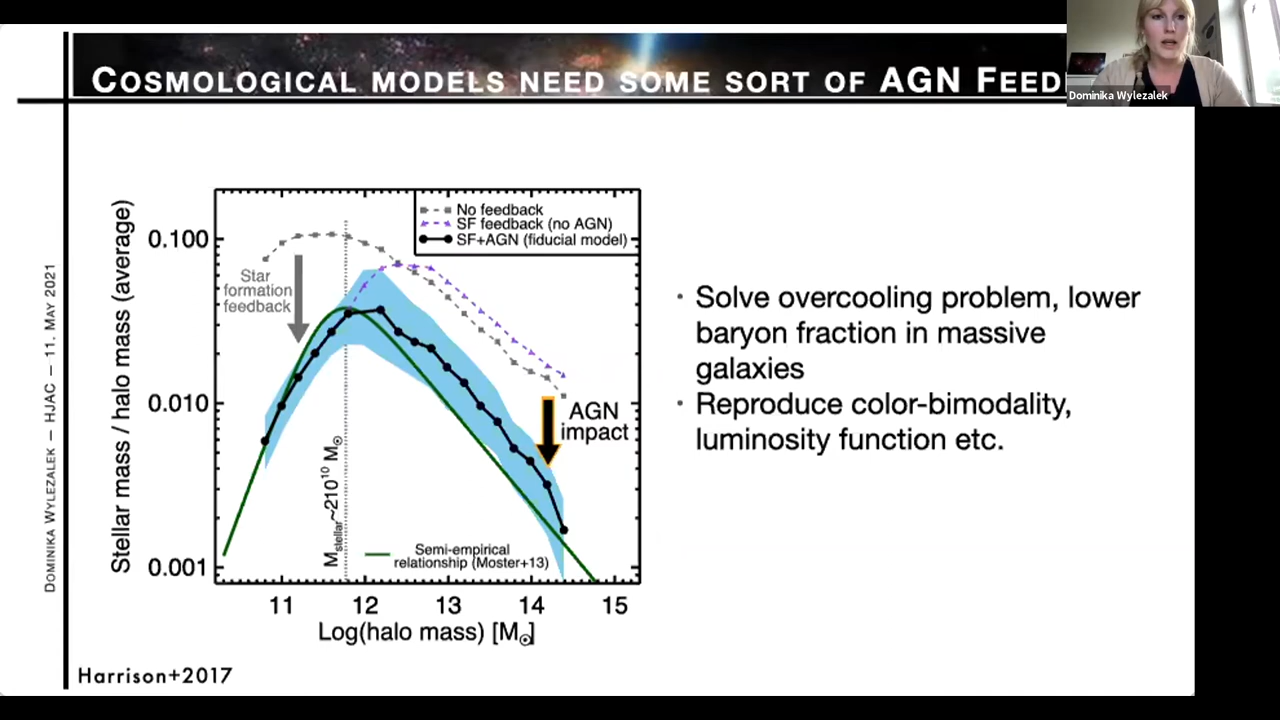 COSMOLOGICAL MODELS NEED SOME SORT OF AGN FEED
Dominika Wylezalek
DOMINIKA WYLEZALEK – HJAC – 11. MAY 2021
Stellar mass / halo mass (average)
0.100
0.010
0.001
No feedback
SF feedback (no AGN)
SF+AGN (fiducial model)
Star
formation
feedback
AGN
impact
M_stellar~210^10 M_⊙
Semi-empirical
relationship (Moster+13)
11 12 13 14 15
Log(halo mass) [M_⊙]
• Solve overcooling problem, lower
baryon fraction in massive
galaxies
• Reproduce color-bimodality,
luminosity function etc.
Harrison+2017